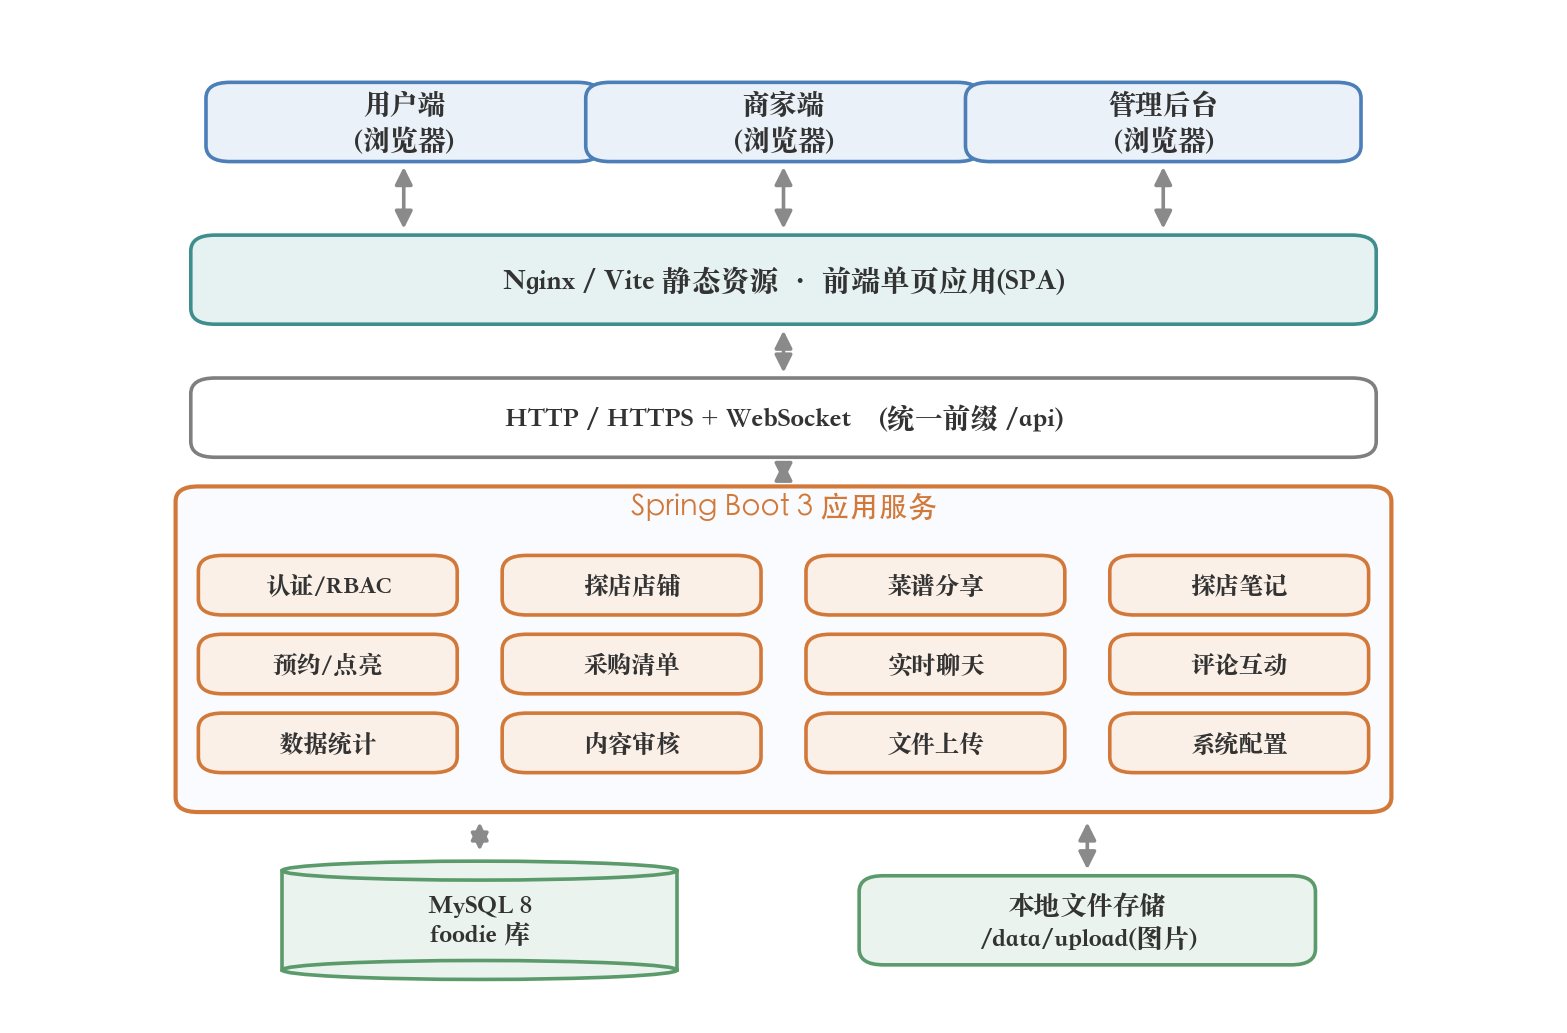 用户端
(浏览器)
商家端
(浏览器)
管理后台
(浏览器)
Nginx / Vite 静态资源 · 前端单页应用(SPA)
HTTP / HTTPS + WebSocket (统一前缀 /api)
Spring Boot 3 应用服务
认证/RBAC
探店店铺
菜谱分享
探店笔记
预约/点亮
采购清单
实时聊天
评论互动
数据统计
内容审核
文件上传
系统配置
MySQL 8
foodie 库
本地文件存储
/data/upload(图片)